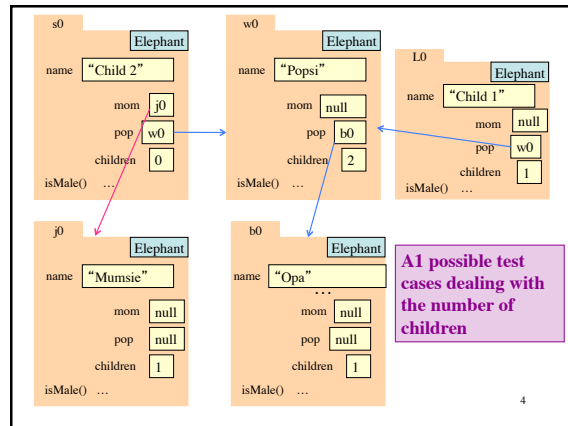 s0
Elephant
name “Child 2”
mom j0
pop w0
children 0
isMale() ...
w0
Elephant
name “Popsi”
mom null
pop b0
children 2
isMale() ...
L0
Elephant
name “Child 1”
mom null
pop w0
children 1
isMale() ...
j0
Elephant
name “Mumsie”
mom null
pop null
children 1
isMale() ...
b0
Elephant
name “Opa”
...
mom null
pop null
children 1
isMale() ...
A1 possible test
cases dealing with
the number of
children
4